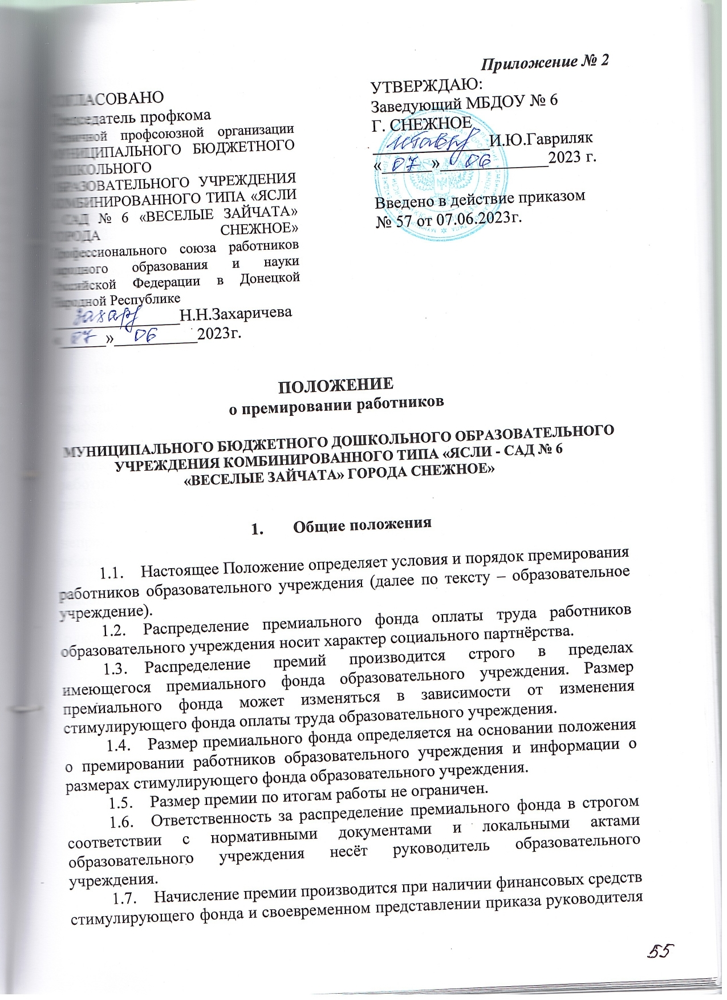 Приложение № 2
СОГЛАСОВАНО
Председатель профкома
Первичной профсоюзной организации
МУНИЦИПАЛЬНОГО БЮДЖЕТНОГО
ДОШКОЛЬНОГО
ОБРАЗОВАТЕЛЬНОГО УЧРЕЖДЕНИЯ
КОМБИНИРОВАННОГО ТИПА «ЯСЛИ
- САД № 6 «ВЕСЕЛЫЕ ЗАЙЧАТА»
ГОРОДА СНЕЖНОЕ»
Профессионального союза работников
народного образования и науки
Российской Федерации в Донецкой
Народной Республике
Н.Н.Захаричева
«07» 06 2023г.
УТВЕРЖДАЮ:
Заведующий МБДОУ № 6
Г. СНЕЖНОЕ
И.Ю.Гавриляк
«07» 06 2023 г.
Введено в действие приказом
№ 57 от 07.06.2023г.
ПОЛОЖЕНИЕ
о премировании работников
МУНИЦИПАЛЬНОГО БЮДЖЕТНОГО ДОШКОЛЬНОГО ОБРАЗОВАТЕЛЬНОГО
УЧРЕЖДЕНИЯ КОМБИНИРОВАННОГО ТИПА «ЯСЛИ - САД № 6
«ВЕСЕЛЫЕ ЗАЙЧАТА» ГОРОДА СНЕЖНОЕ»
1. Общие положения
1.1. Настоящее Положение определяет условия и порядок премирования
работников образовательного учреждения (далее по тексту – образовательное
учреждение).
1.2. Распределение премиального фонда оплаты труда работников
образовательного учреждения носит характер социального партнёрства.
1.3. Распределение премий производится строго в пределах
имеющегося премиального фонда образовательного учреждения. Размер
премиального фонда может изменяться в зависимости от изменения
стимулирующего фонда оплаты труда образовательного учреждения.
1.4. Размер премиального фонда определяется на основании положения
о премировании работников образовательного учреждения и информации о
размерах стимулирующего фонда образовательного учреждения.
1.5. Размер премии по итогам работы не ограничен.
1.6. Ответственность за распределение премиального фонда в строгом
соответствии с нормативными документами и локальными актами
образовательного учреждения несёт руководитель образовательного
учреждения.
1.7. Начисление премии производится при наличии финансовых средств
стимулирующего фонда и своевременном представлении приказа руководителя
55